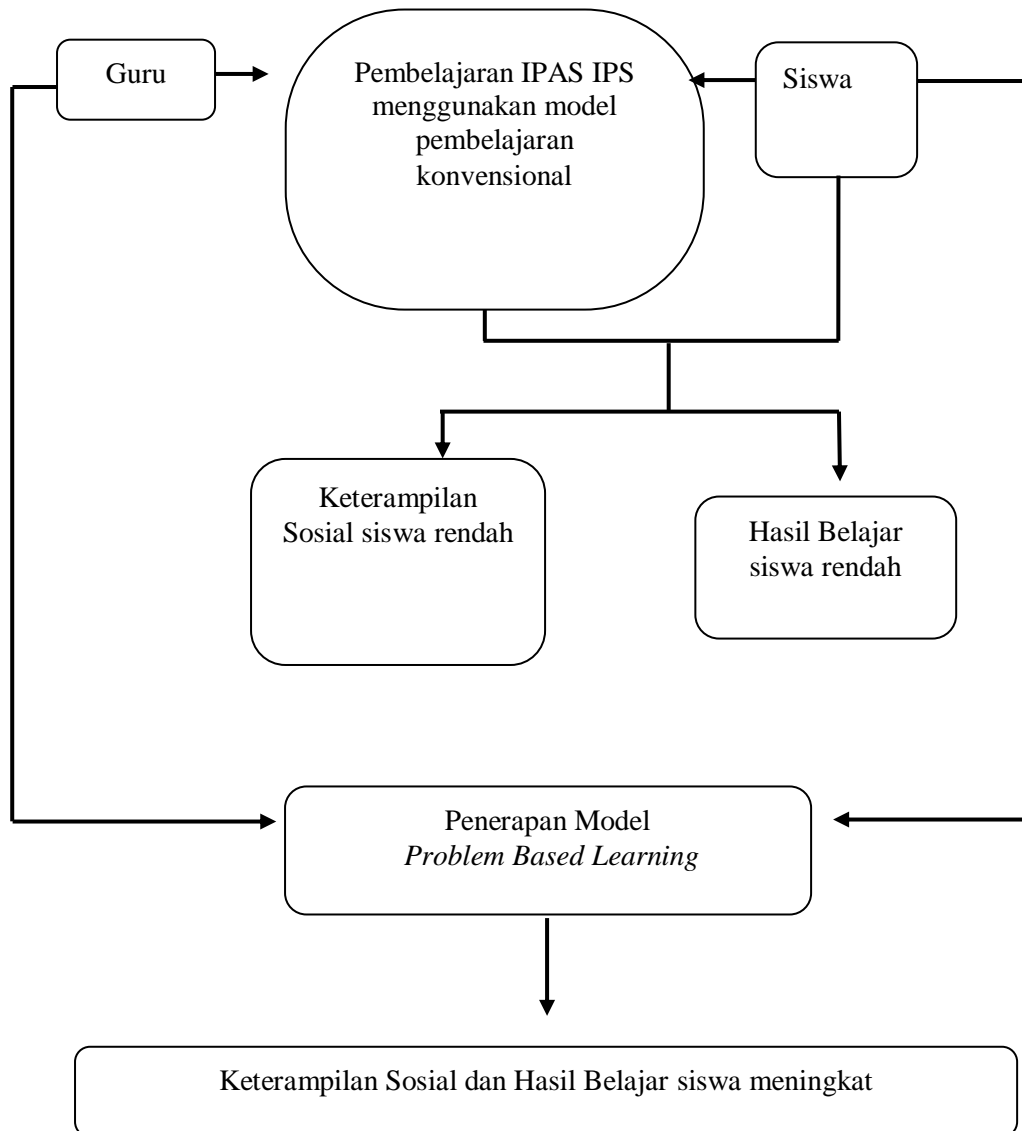 Guru
Pembelajaran IPAS IPS
menggunakan model
pembelajaran
konvensional
Siswa
Keterampilan
Sosial siswa rendah
Hasil Belajar
siswa rendah
Penerapan Model
Problem Based Learning
Keterampilan Sosial dan Hasil Belajar siswa meningkat